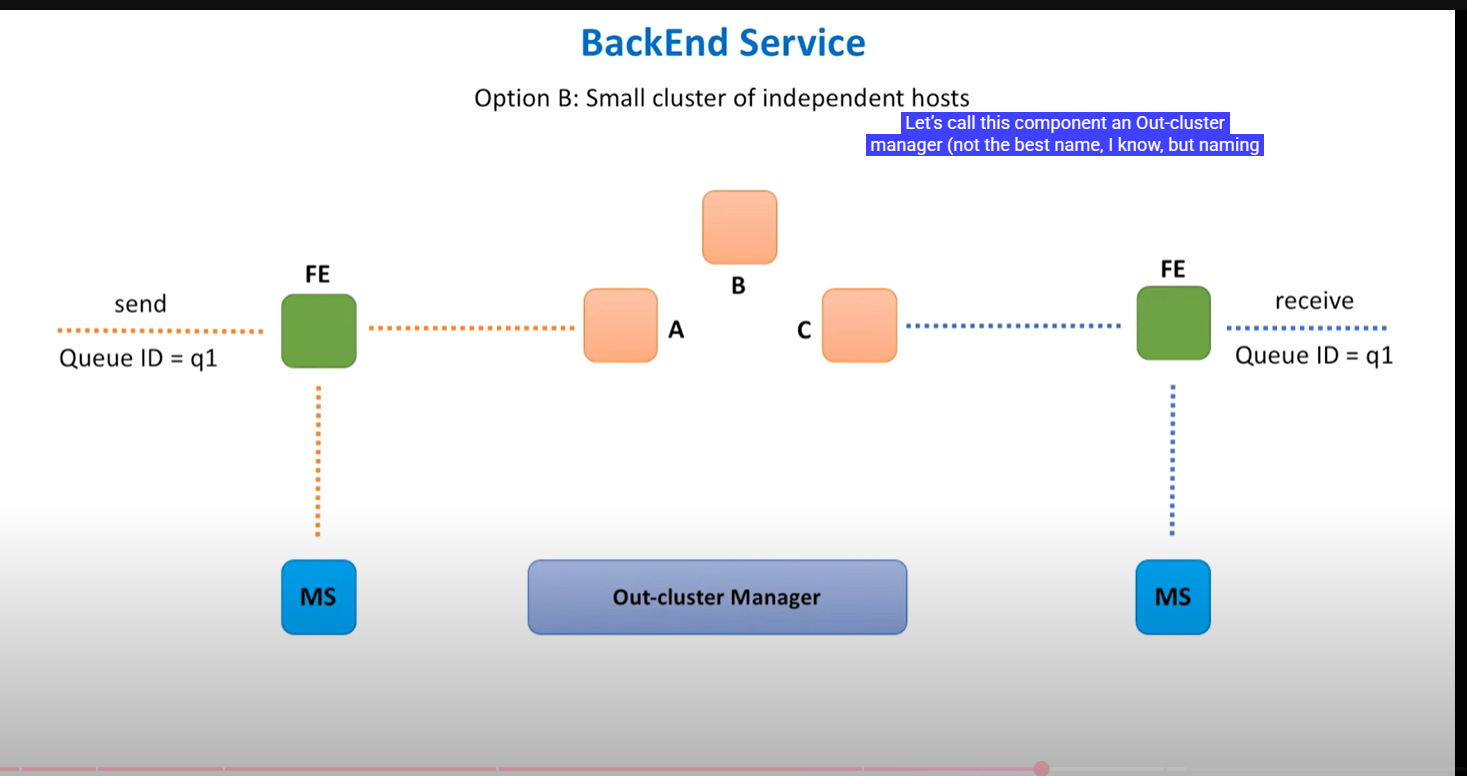 BackEnd Service
Option B: Small cluster of independent hosts
Let’s call this component an Out-cluster
manager (not the best name, I know, but naming
B
FE
FE
send
receive
A
C
Queue ID = q1
Queue ID = q1
MS
Out-cluster Manager
MS